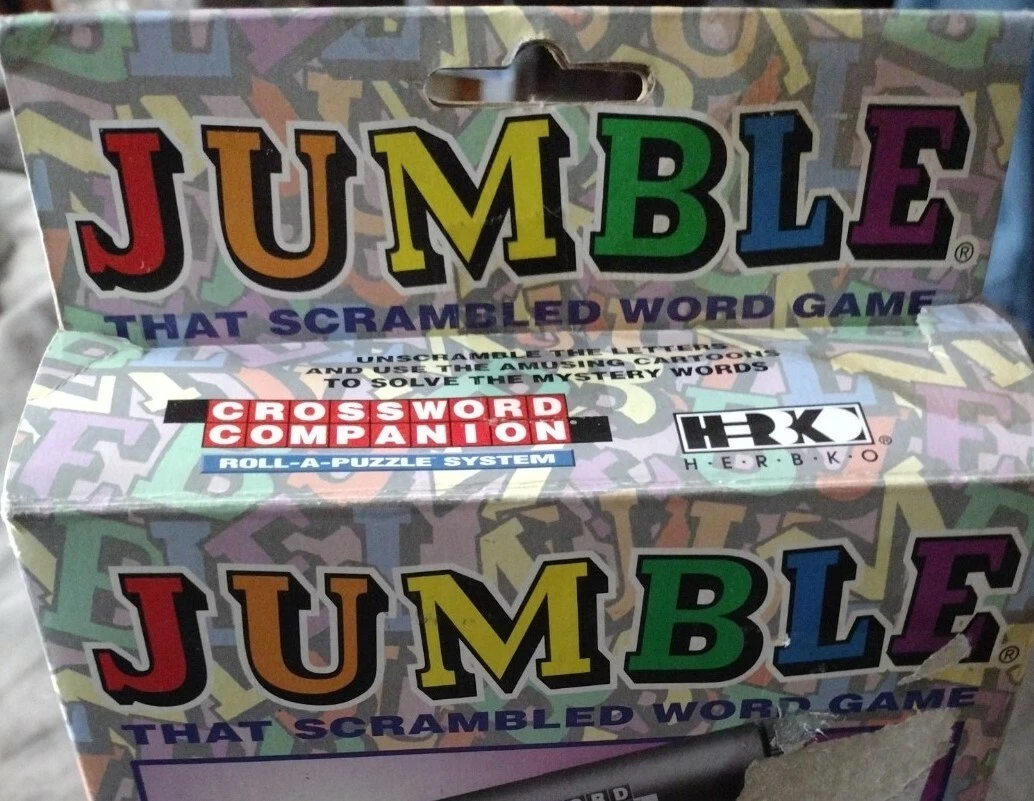 JUMBLE®
THAT SCRAMBLED WORD GAME
UNSCRAMBLE THE LETTERS
AND USE THE AMUSING CARTOONS
TO SOLVE THE MYSTERY WORDS
CROSSWORD
COMPANION
ROLL-A-PUZZLE SYSTEM
HERKO®
H·E·R·B·K·O
JUMBLE®
THAT SCRAMBLED WORD GAME